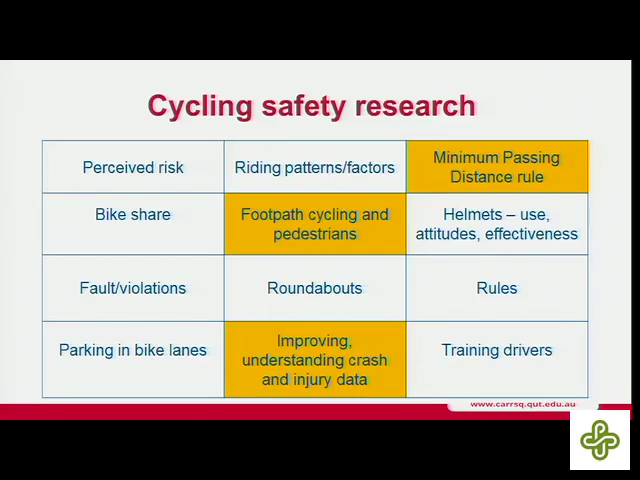 Cycling safety research
Perceived risk
Riding patterns/factors
Minimum Passing
Distance rule
Bike share
Footpath cycling and
pedestrians
Helmets – use,
attitudes, effectiveness
Fault/violations
Roundabouts
Rules
Parking in bike lanes
Improving,
understanding crash
and injury data
Training drivers
www.carrsq.qut.edu.au